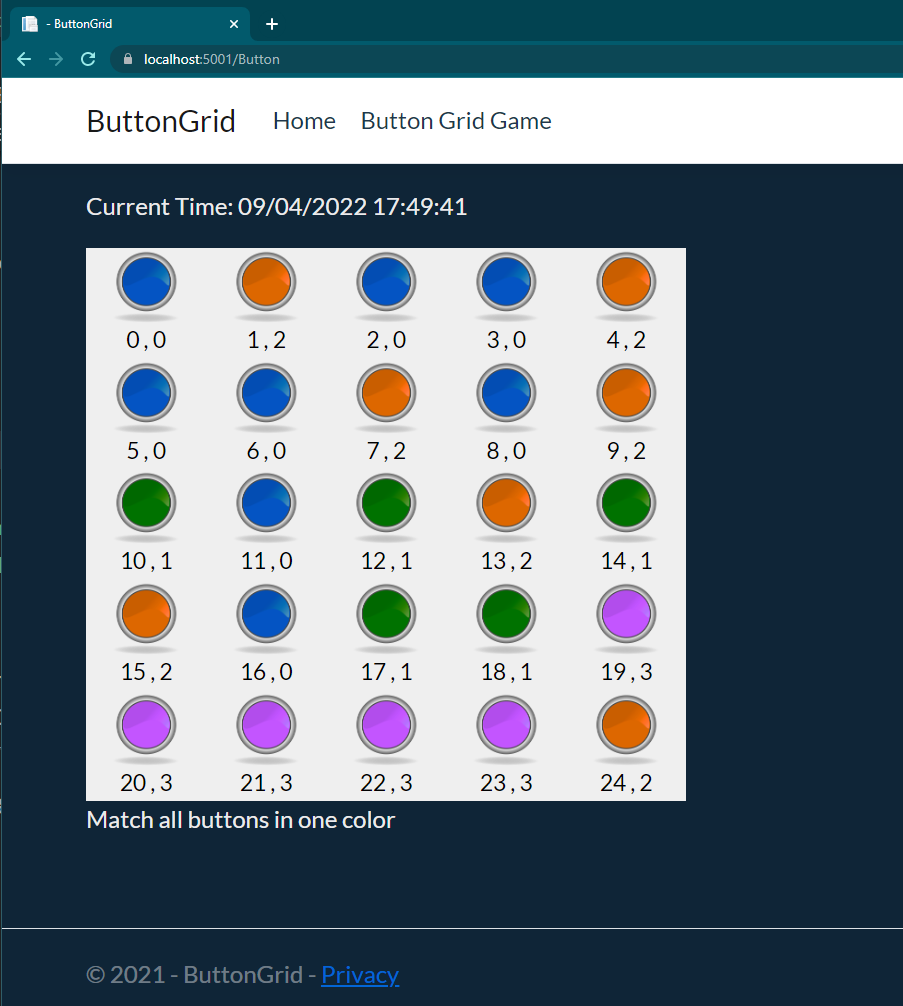 - ButtonGrid
localhost:5001/Button
ButtonGrid Home Button Grid Game
Current Time: 09/04/2022 17:49:41
0 , 0 1 , 2 2 , 0 3 , 0 4 , 2
5 , 0 6 , 0 7 , 2 8 , 0 9 , 2
10 , 1 11 , 0 12 , 1 13 , 2 14 , 1
15 , 2 16 , 0 17 , 1 18 , 1 19 , 3
20 , 3 21 , 3 22 , 3 23 , 3 24 , 2
Match all buttons in one color
© 2021 - ButtonGrid - Privacy